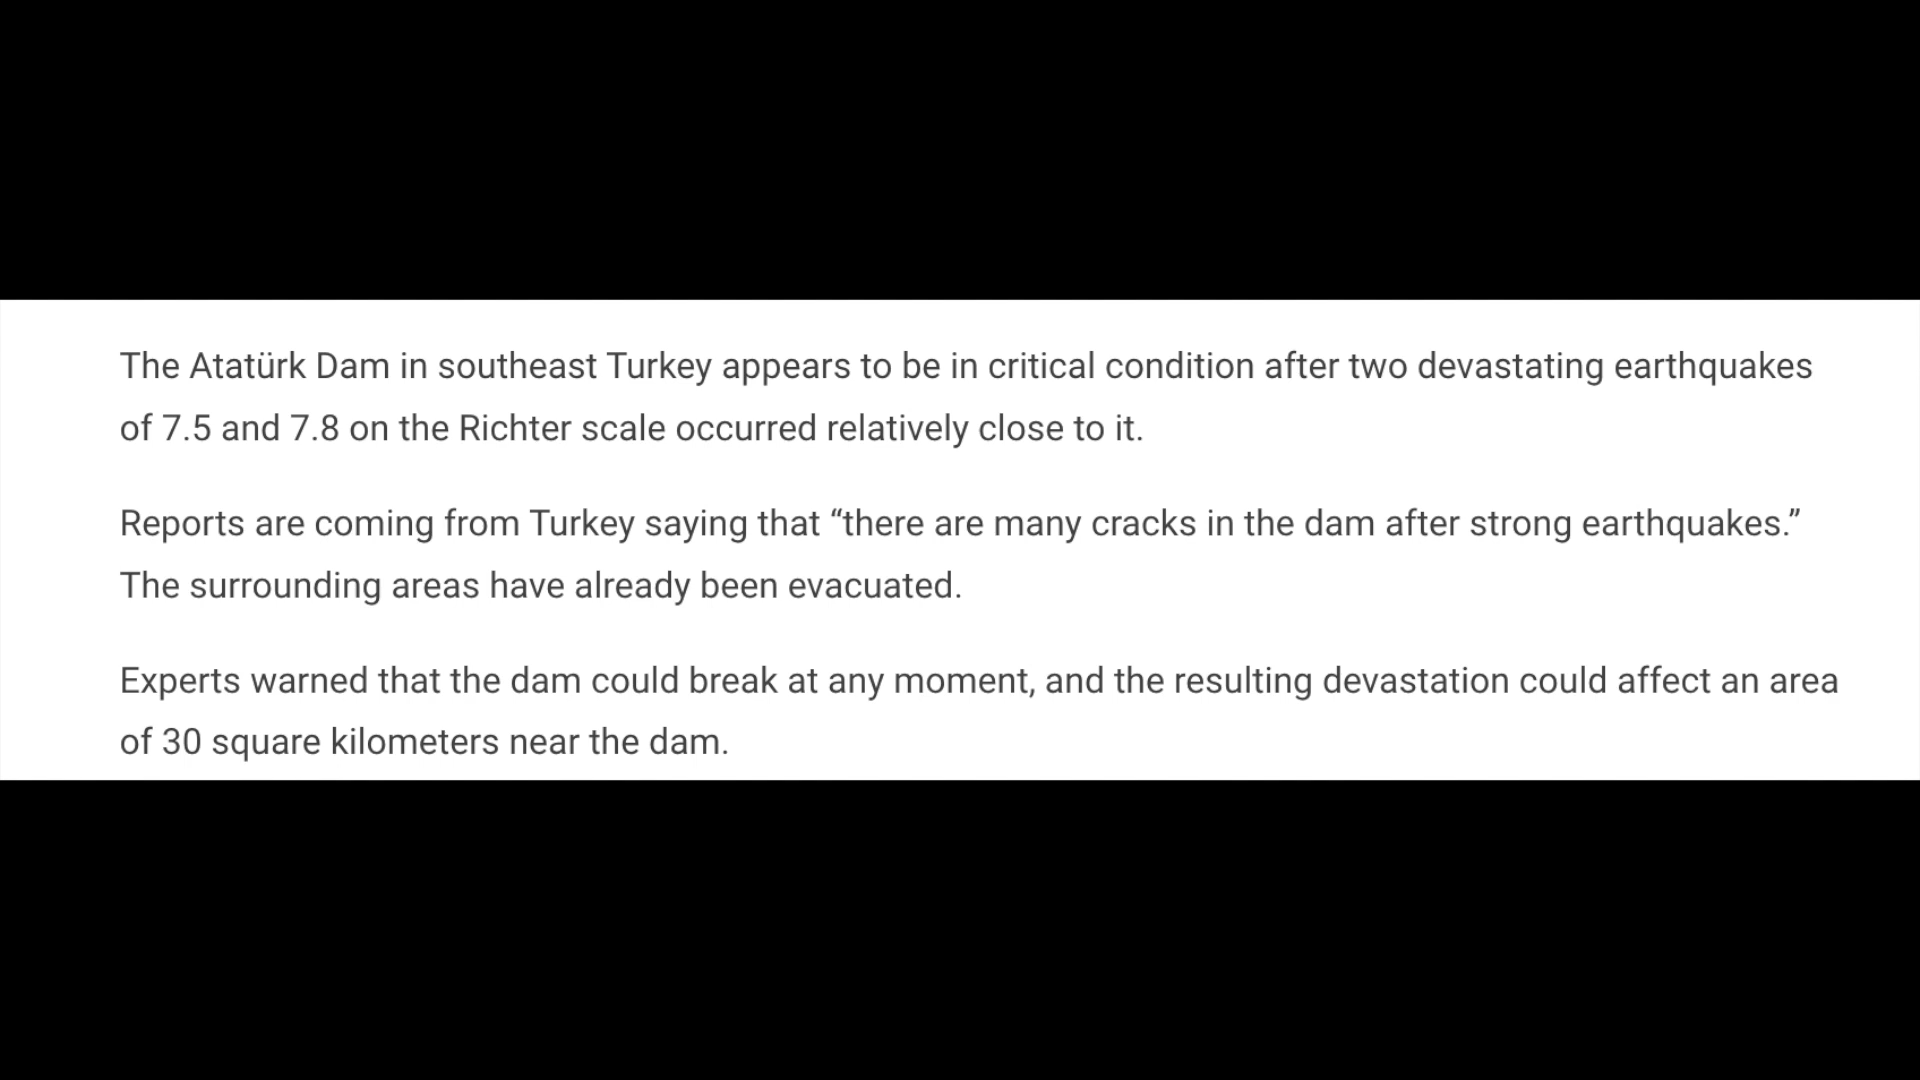 The Atatürk Dam in southeast Turkey appears to be in critical condition after two devastating earthquakes
of 7.5 and 7.8 on the Richter scale occurred relatively close to it.
Reports are coming from Turkey saying that “there are many cracks in the dam after strong earthquakes.”
The surrounding areas have already been evacuated.
Experts warned that the dam could break at any moment, and the resulting devastation could affect an area
of 30 square kilometers near the dam.